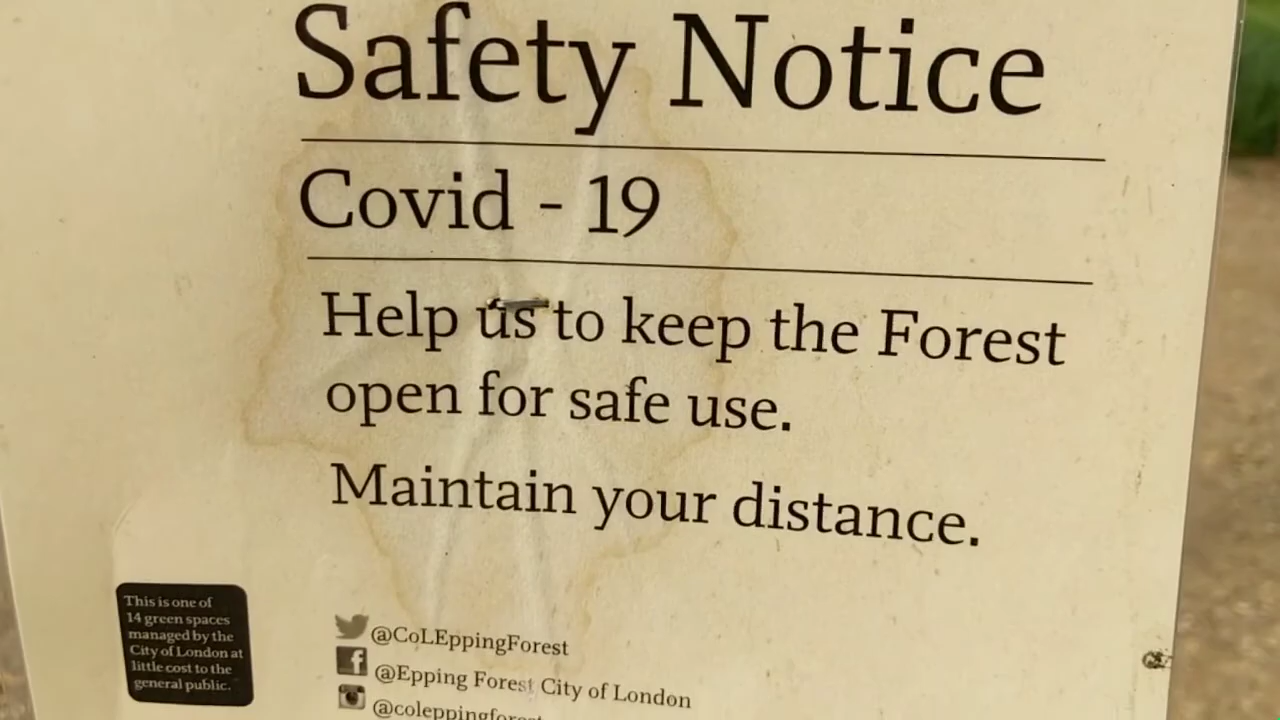 Safety Notice
Covid - 19
Help us to keep the Forest
open for safe use.
Maintain your distance.
This is one of
14 green spaces
managed by the
City of London at
little cost to the
general public.
@CoLEppingForest
@Epping Forest City of London
@coleppingforest